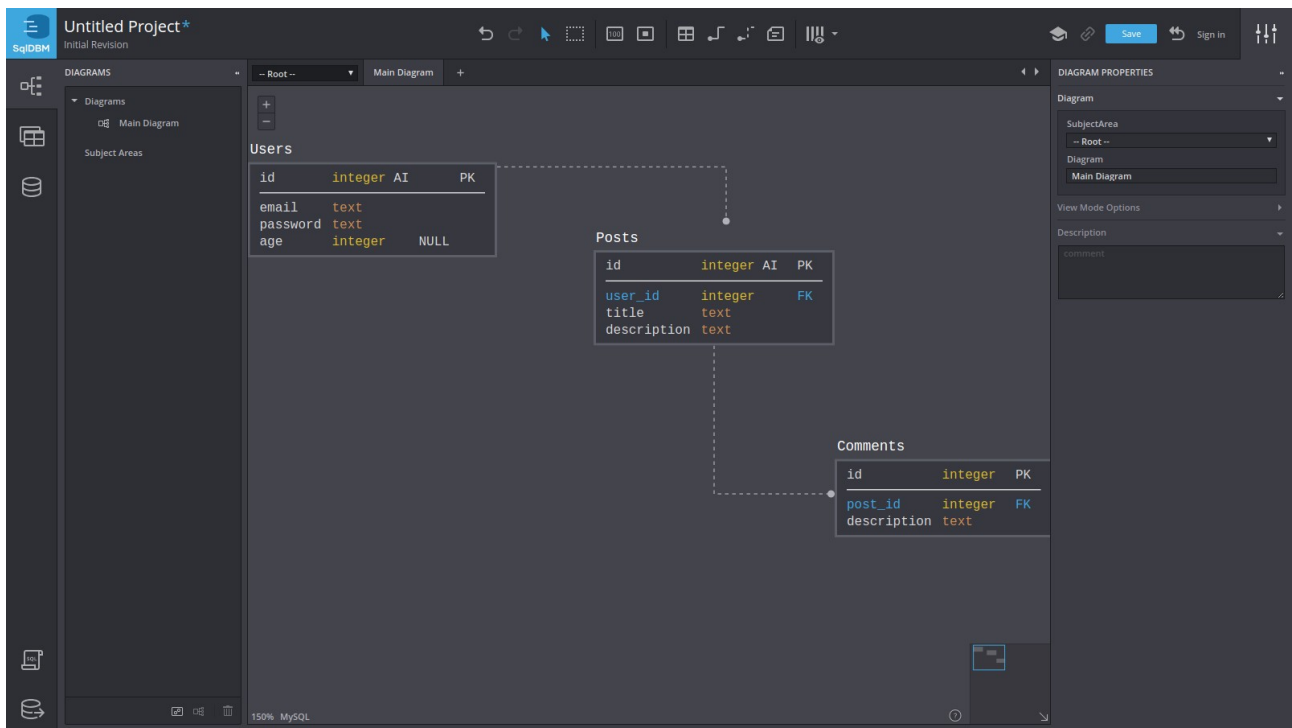 SqlDBM
Untitled Project*
Initial Revision
100
Save
Sign in
DIAGRAMS
Diagrams
Main Diagram
Subject Areas
-- Root --
Main Diagram
+
+
−
Users
id integer AI PK
email text
password text
age integer NULL
Posts
id integer AI PK
user_id integer FK
title text
description text
Comments
id integer PK
post_id integer FK
description text
150% MySQL
?
DIAGRAM PROPERTIES
Diagram
SubjectArea
-- Root --
Diagram
Main Diagram
View Mode Options
Description
comment
SQL